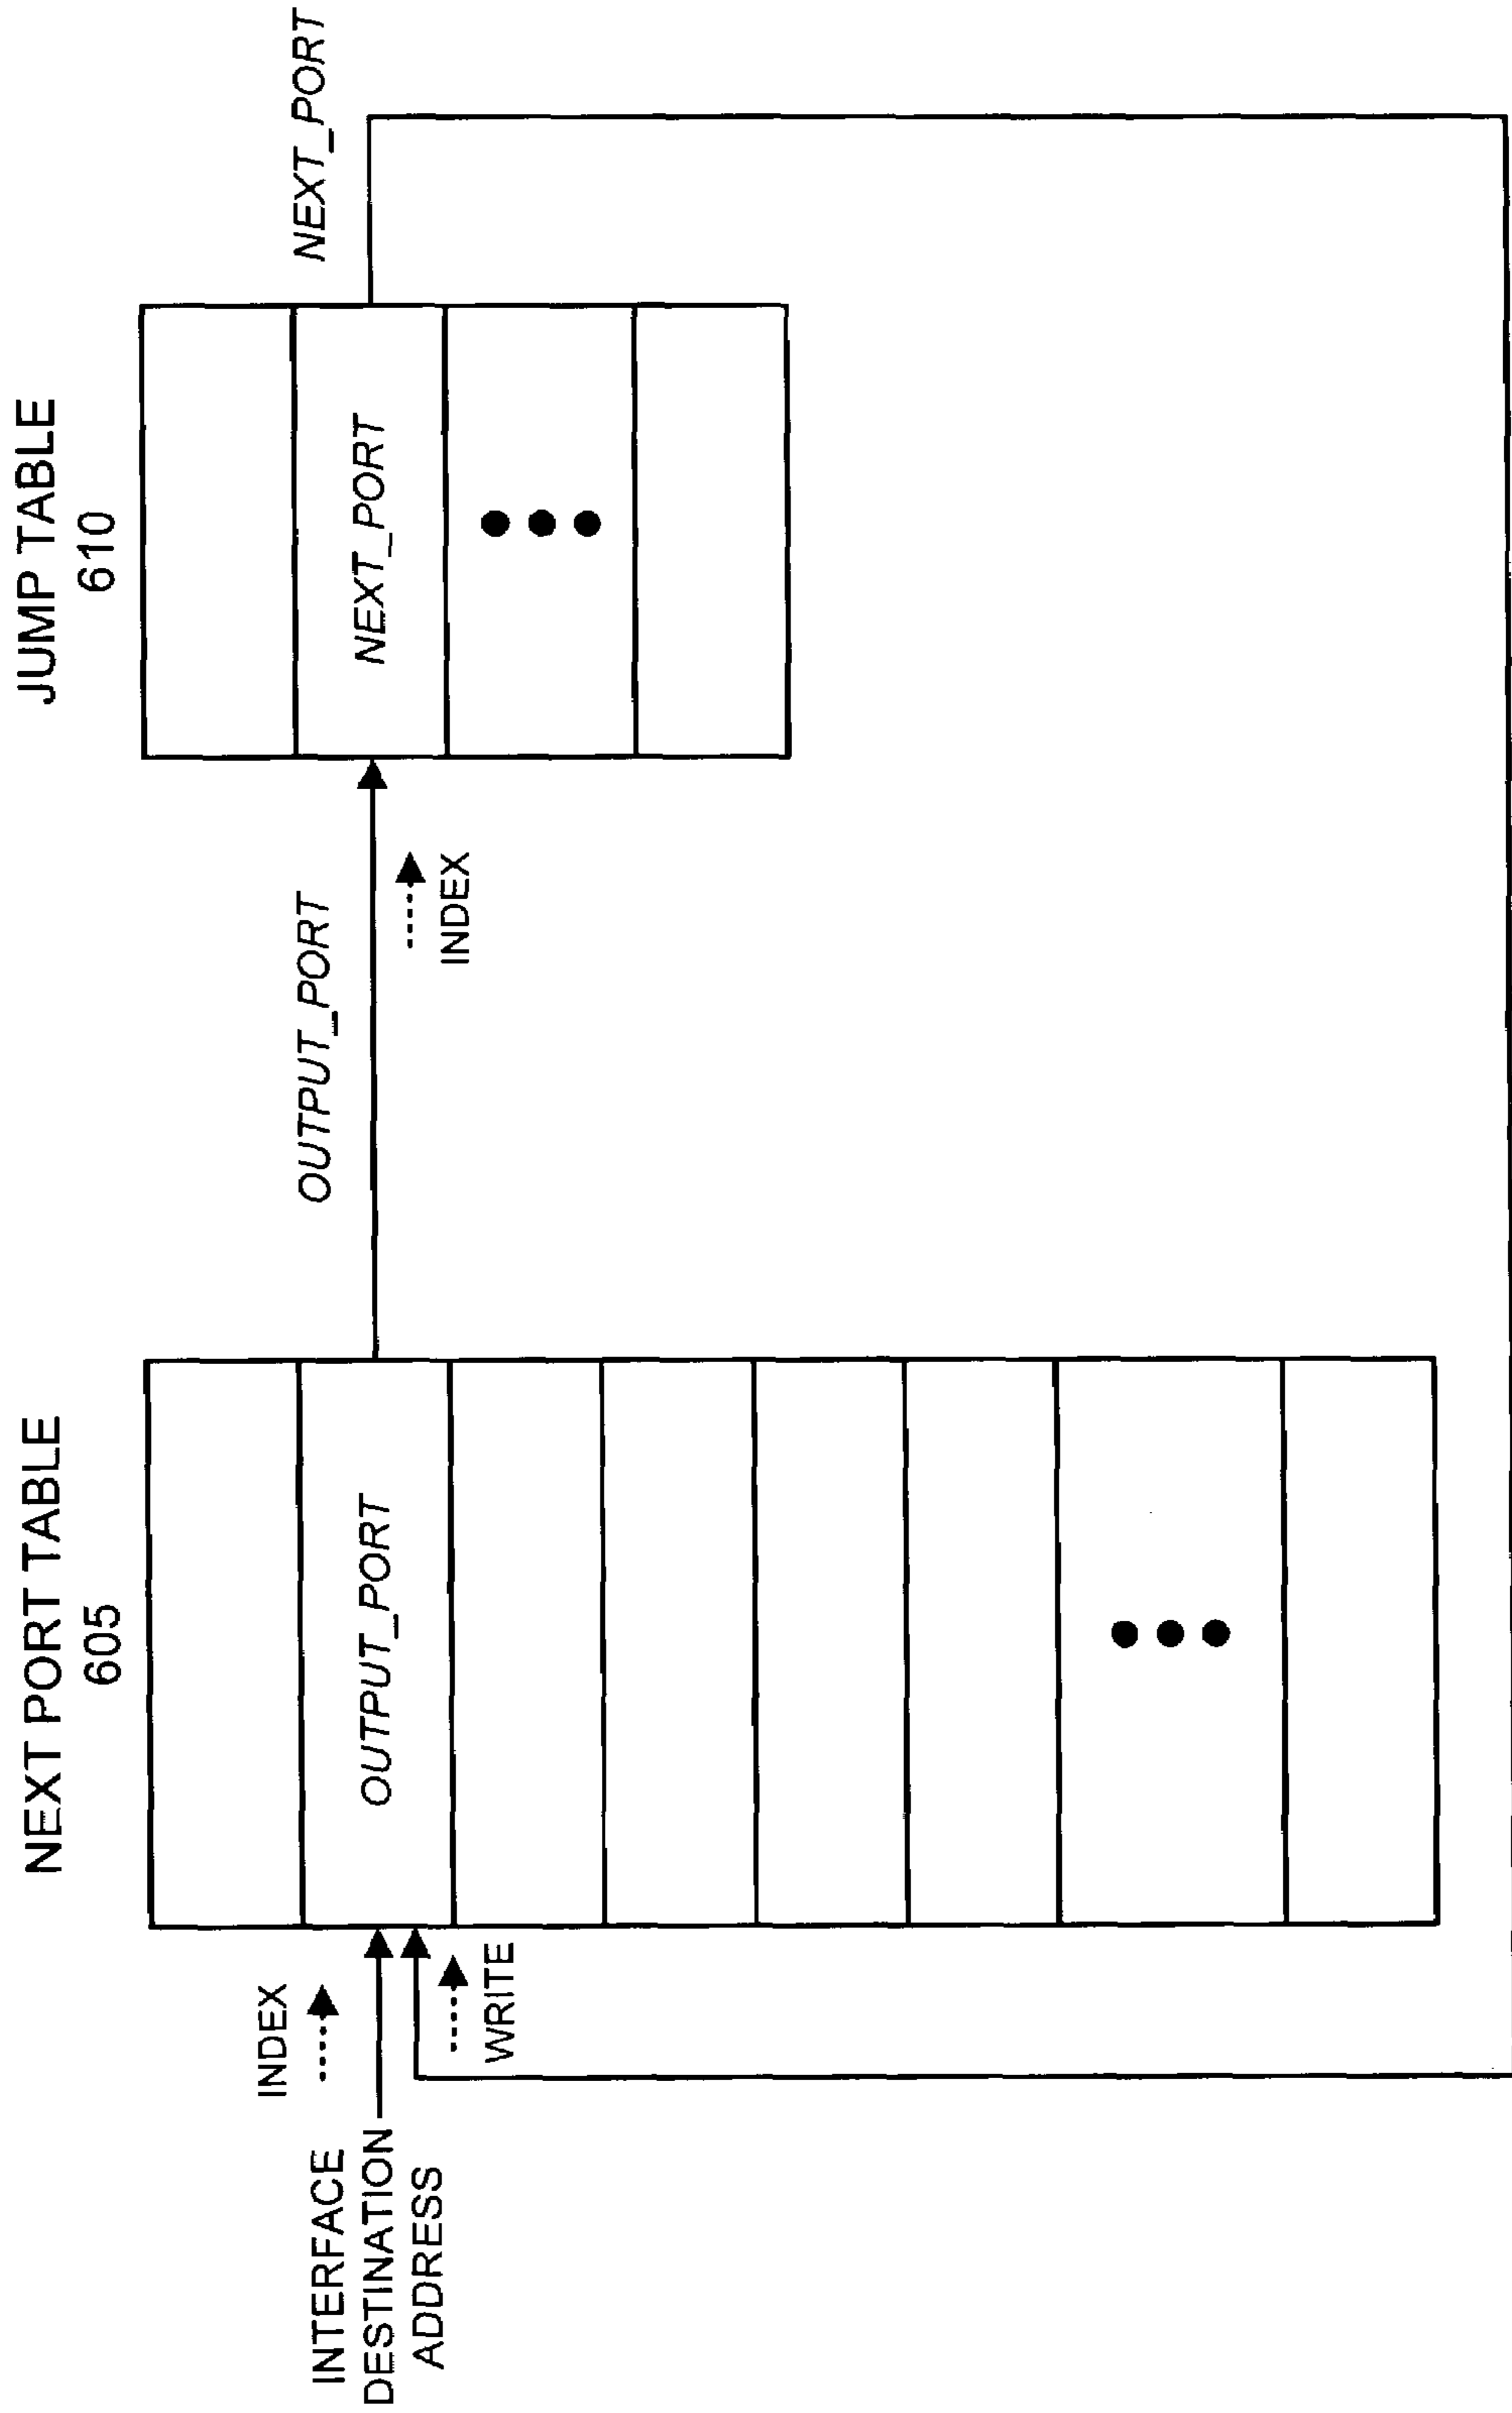 NEXT PORT TABLE
605
JUMP TABLE
610
INDEX
INTERFACE
DESTINATION
ADDRESS
WRITE
OUTPUT_PORT
OUTPUT_PORT
INDEX
NEXT_PORT
NEXT_PORT